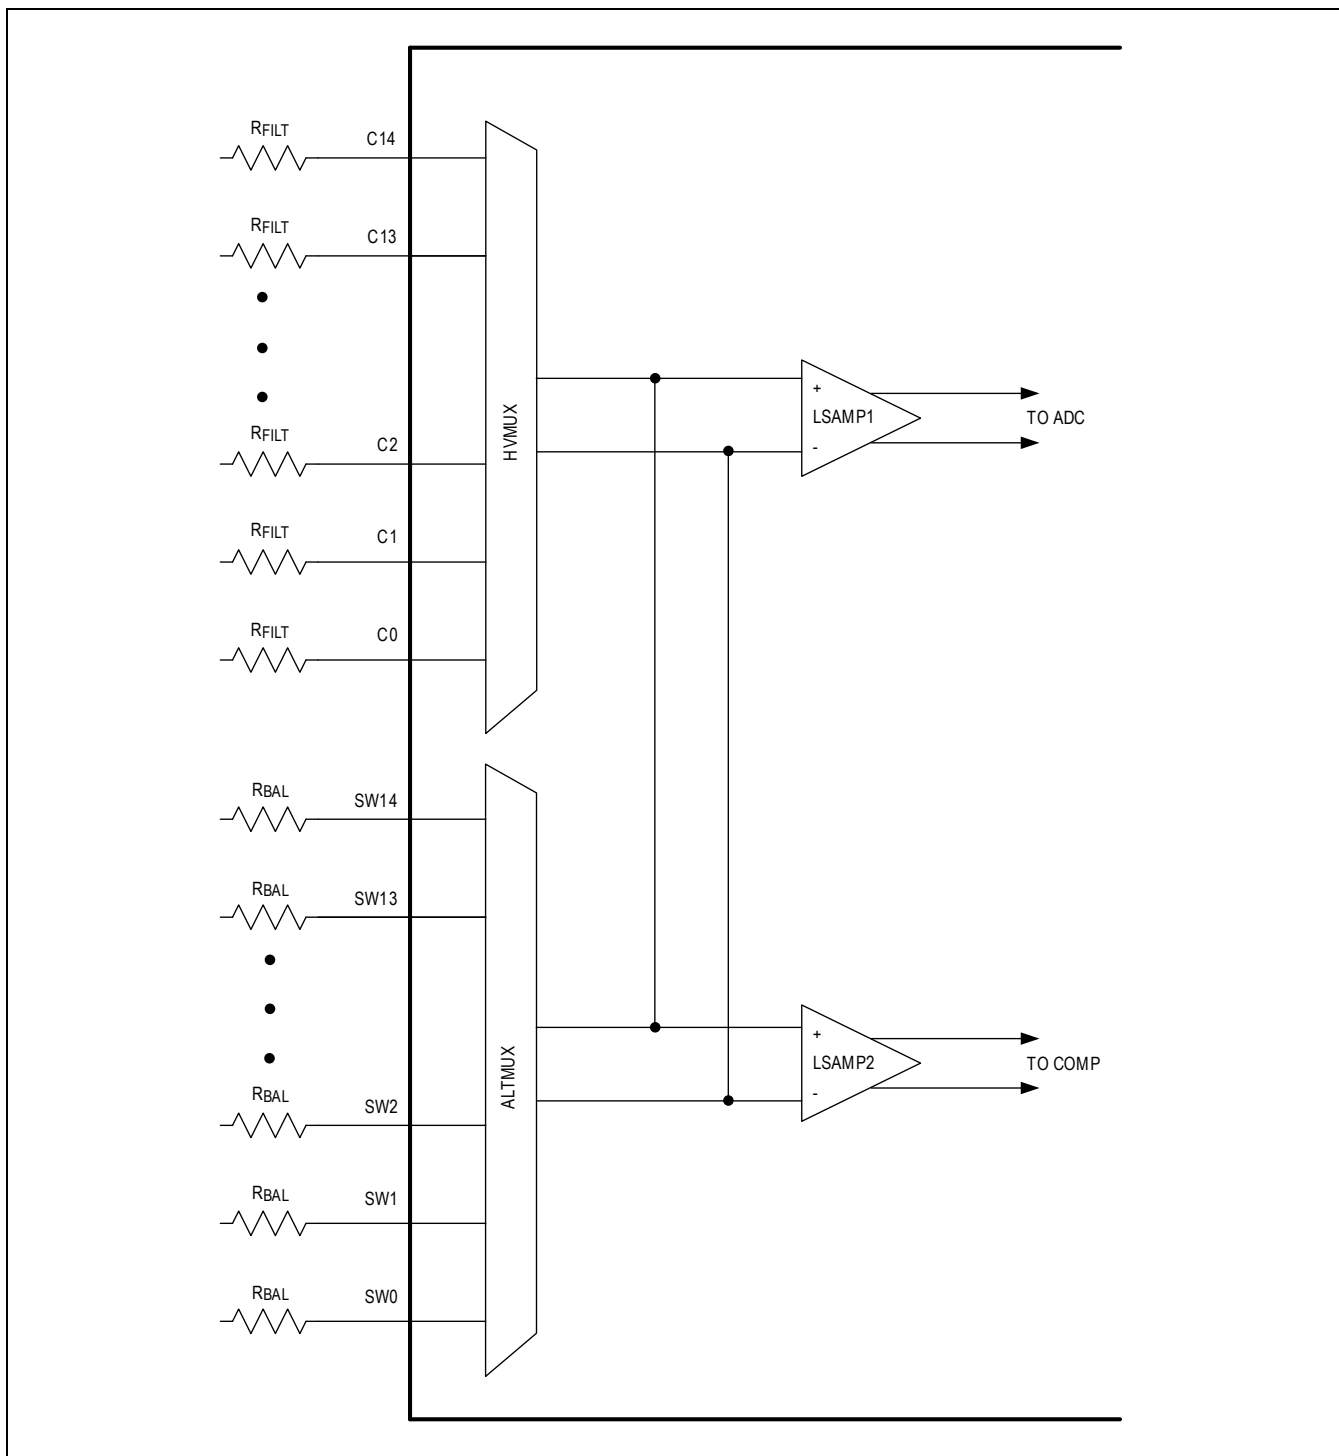 RFILT
C14
RFILT
C13
RFILT
C2
RFILT
C1
RFILT
C0
HVMUX
+
LSAMP1
-
TO ADC
RBAL
SW14
RBAL
SW13
RBAL
SW2
RBAL
SW1
RBAL
SW0
ALTMUX
+
LSAMP2
-
TO COMP